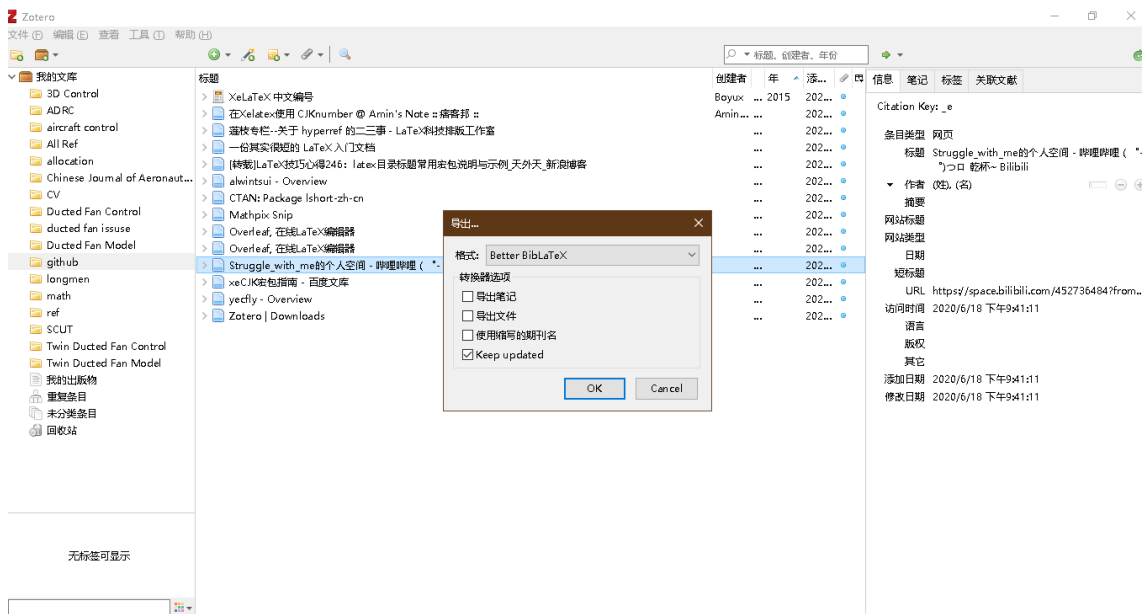 Zotero
文件(F) 编辑(E) 查看 工具(T) 帮助(H)
标题、创建者、年份
我的文库
3D Control
ADRC
aircraft control
All Ref
allocation
Chinese Journal of Aeronaut...
CV
Ducted Fan Control
ducted fan issuse
Ducted Fan Model
github
longmen
math
ref
SCUT
Twin Ducted Fan Control
Twin Ducted Fan Model
我的出版物
重复条目
未分类条目
回收站
无标签可显示
标题 创建者 年 添...
XeLaTeX 中文编号 Boyux ... 2015 202...
在Xelatex使用 CJKnumber @ Amin's Note :: 痞客邦 :: Amin... ... 202...
莲枝专栏--关于 hyperref 的二三事 - LaTeX科技排版工作室 ... 202...
一份其实很短的 LaTeX 入门文档 ... 202...
[转载]LaTeX技巧心得246：latex目录标题常用宏包说明与示例_天外天_新浪博客 ... 202...
alwintsui - Overview ... 202...
CTAN: Package lshort-zh-cn ... 202...
Mathpix Snip ... 202...
Overleaf, 在线LaTeX编辑器 ... 202...
Overleaf, 在线LaTeX编辑器 ... 202...
Struggle_with_me的个人空间 - 哔哩哔哩 ( ゜- ... 202...
xeCJK宏包指南 - 百度文库 ... 202...
yecfly - Overview ... 202...
Zotero | Downloads ... 202...
导出...
格式: Better BibLaTeX
转换器选项
导出笔记
导出文件
使用缩写的期刊名
Keep updated
OK Cancel
信息 笔记 标签 关联文献
Citation Key: _e
条目类型 网页
标题 Struggle_with_me的个人空间 - 哔哩哔哩 ( ゜-
゜)つロ 乾杯~ Bilibili
作者 (姓), (名)
摘要
网站标题
网站类型
日期
短标题
URL https://space.bilibili.com/452736484?from...
访问时间 2020/6/18 下午9:41:11
语言
版权
其它
添加日期 2020/6/18 下午9:41:11
修改日期 2020/6/18 下午9:41:11